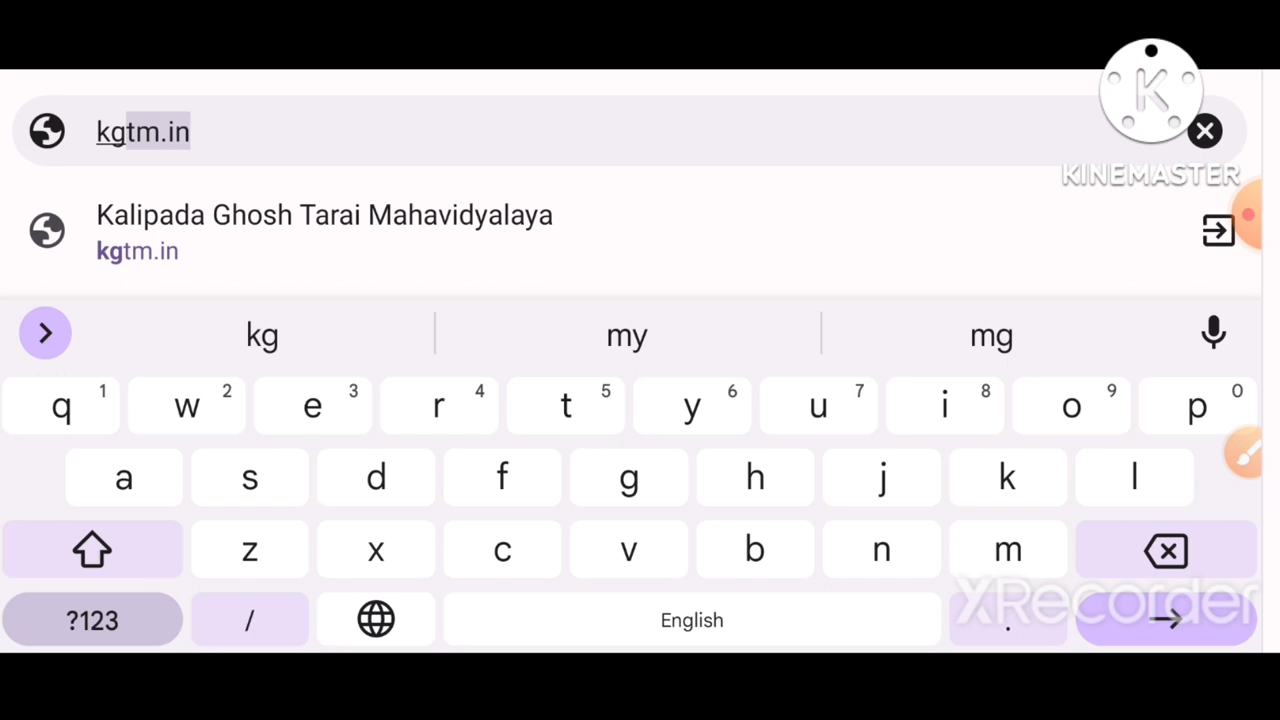 kgtm.in
K
KINEMASTER
Kalipada Ghosh Tarai Mahavidyalaya
kgtm.in
kg my mg
q 1 w 2 e 3 r 4 t 5 y 6 u 7 i 8 o 9 p 0
a s d f g h j k l
z x c v b n m
XRecorder
?123 / English .